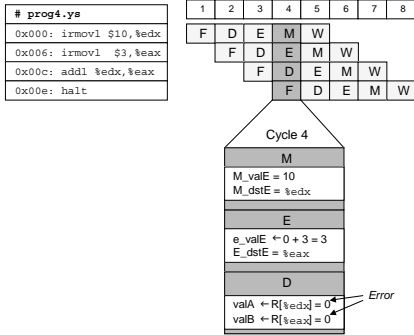 # prog4.ys
0x000: irmovl $10,%edx
0x006: irmovl $3,%eax
0x00c: addl %edx,%eax
0x00e: halt
1 2 3 4 5 6 7 8
F D E M W
F D E M W
F D E M W
F D E M W
Cycle 4
M
M_valE = 10
M_dstE = %edx
E
e_valE ← 0 + 3 = 3
E_dstE = %eax
D
valA ← R[%edx] = 0
valB ← R[%eax] = 0
Error